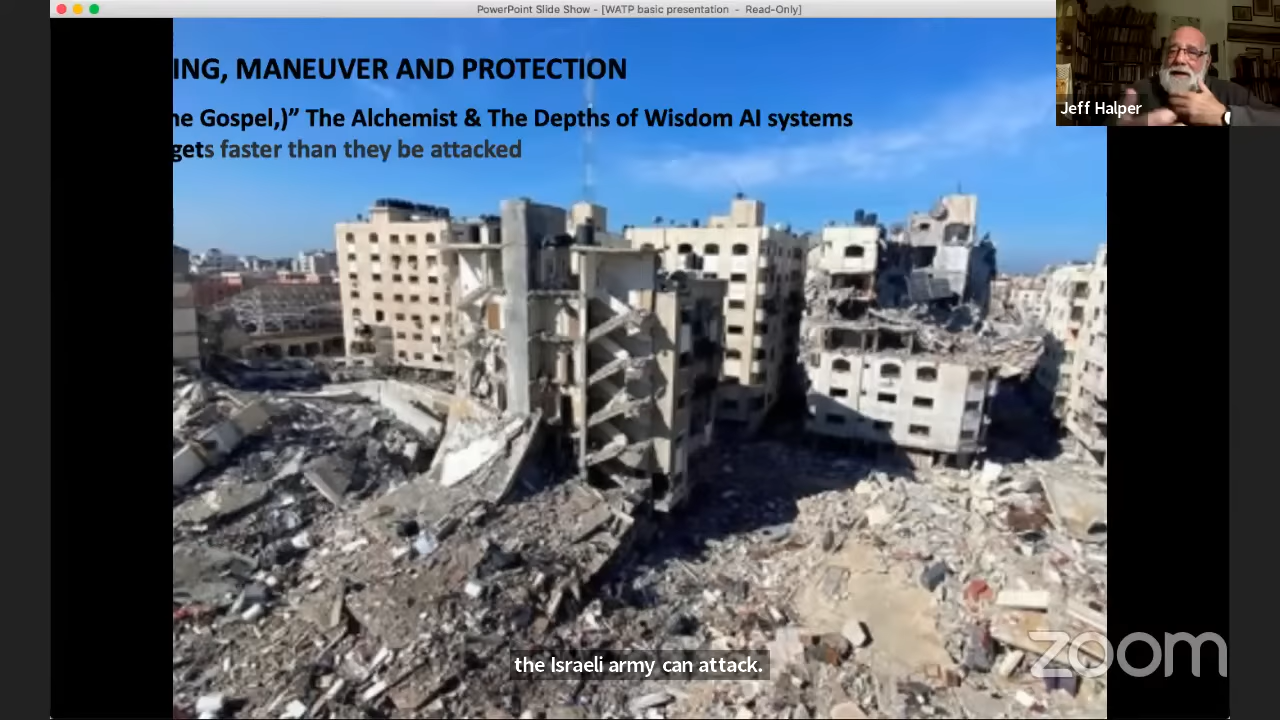 PowerPoint Slide Show - [WATP basic presentation - Read-Only]
ING, MANEUVER AND PROTECTION
Jeff Halper
ne Gospel,)” The Alchemist & The Depths of Wisdom AI systems
gets faster than they be attacked
the Israeli army can attack.
zoom